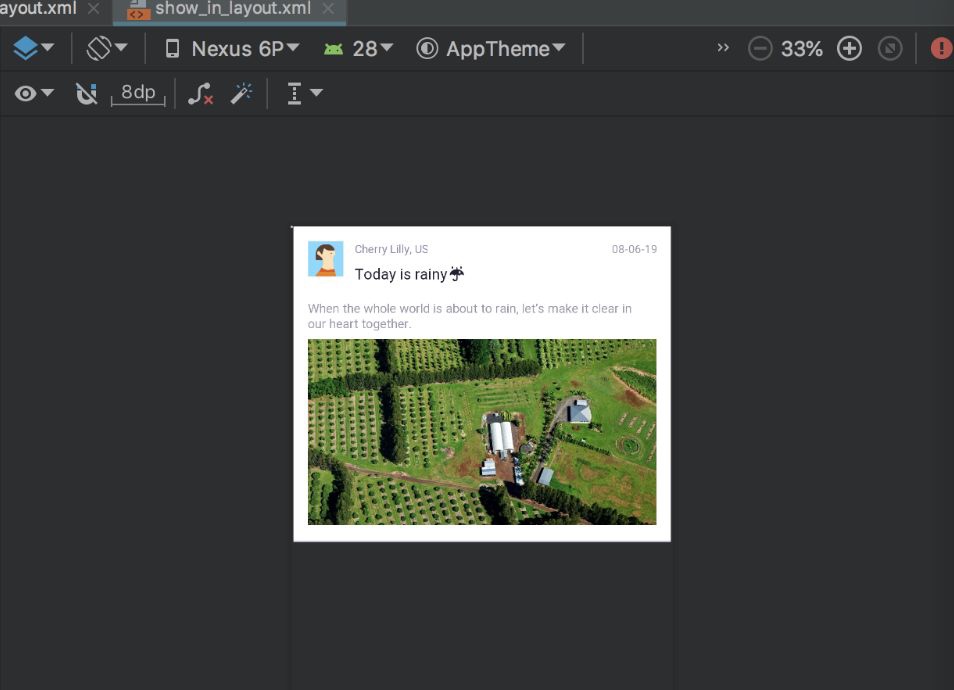 ayout.xml
show_in_layout.xml
Nexus 6P 28 AppTheme 33%
8dp
Cherry Lilly, US 08-06-19
Today is rainy☔
When the whole world is about to rain, let's make it clear in
our heart together.